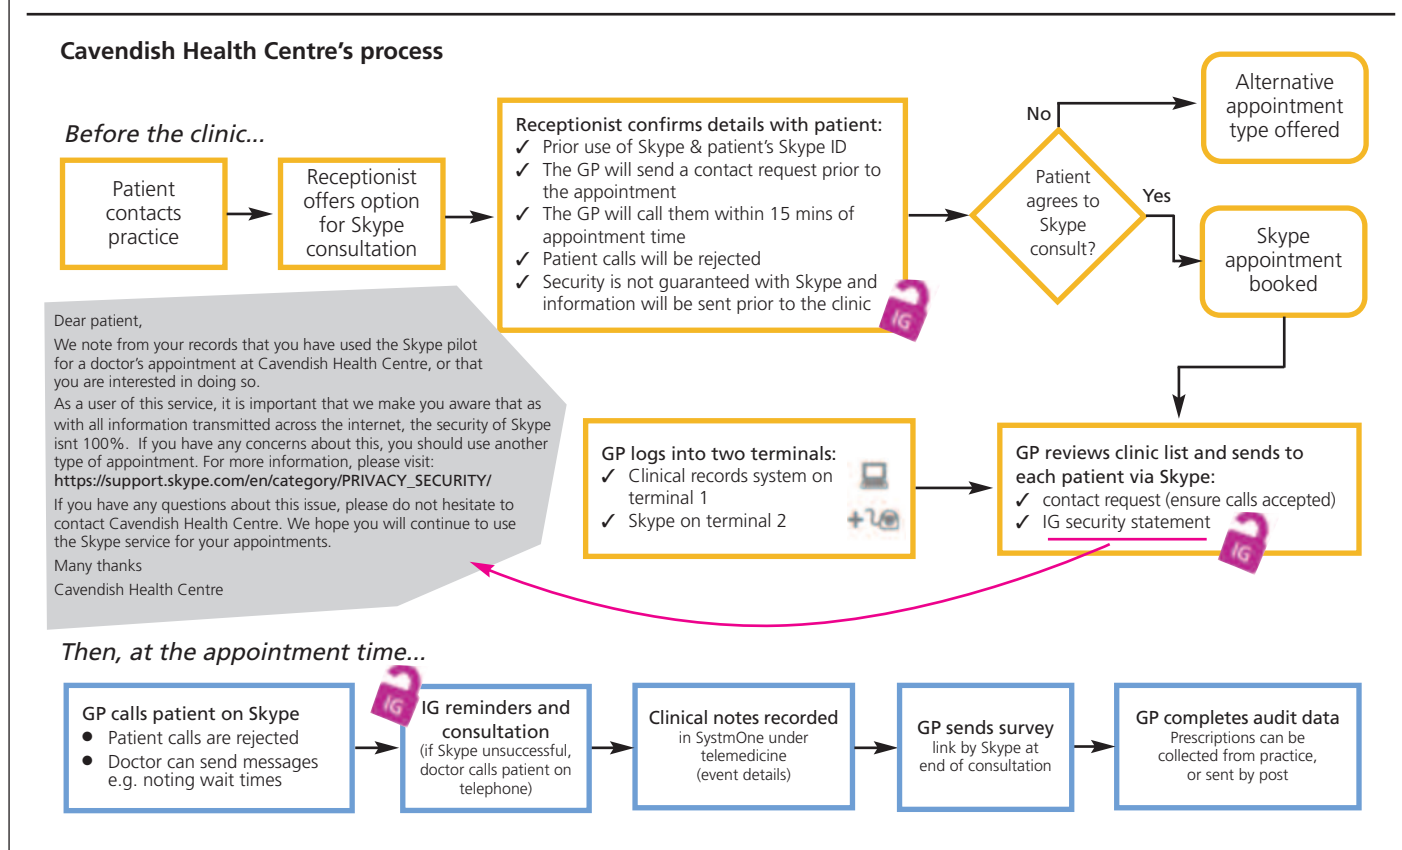 Cavendish Health Centre's process
Before the clinic...
Patient
contacts
practice
Receptionist
offers option
for Skype
consultation
Receptionist confirms details with patient:
✓ Prior use of Skype & patient's Skype ID
✓ The GP will send a contact request prior to
the appointment
✓ The GP will call them within 15 mins of
appointment time
✓ Patient calls will be rejected
✓ Security is not guaranteed with Skype and
information will be sent prior to the clinic
IG
Patient
agrees to
Skype
consult?
No
Alternative
appointment
type offered
Yes
Skype
appointment
booked
Dear patient,
We note from your records that you have used the Skype pilot
for a doctor's appointment at Cavendish Health Centre, or that
you are interested in doing so.
As a user of this service, it is important that we make you aware that as
with all information transmitted across the internet, the security of Skype
isnt 100%. If you have any concerns about this, you should use another
type of appointment. For more information, please visit:
https://support.skype.com/en/category/PRIVACY_SECURITY/
If you have any questions about this issue, please do not hesitate to
contact Cavendish Health Centre. We hope you will continue to use
the Skype service for your appointments.
Many thanks
Cavendish Health Centre
GP logs into two terminals:
✓ Clinical records system on
terminal 1
✓ Skype on terminal 2
GP reviews clinic list and sends to
each patient via Skype:
✓ contact request (ensure calls accepted)
✓ IG security statement
IG
Then, at the appointment time...
GP calls patient on Skype
● Patient calls are rejected
● Doctor can send messages
e.g. noting wait times
IG
IG reminders and
consultation
(if Skype unsuccessful,
doctor calls patient on
telephone)
Clinical notes recorded
in SystmOne under
telemedicine
(event details)
GP sends survey
link by Skype at
end of consultation
GP completes audit data
Prescriptions can be
collected from practice,
or sent by post